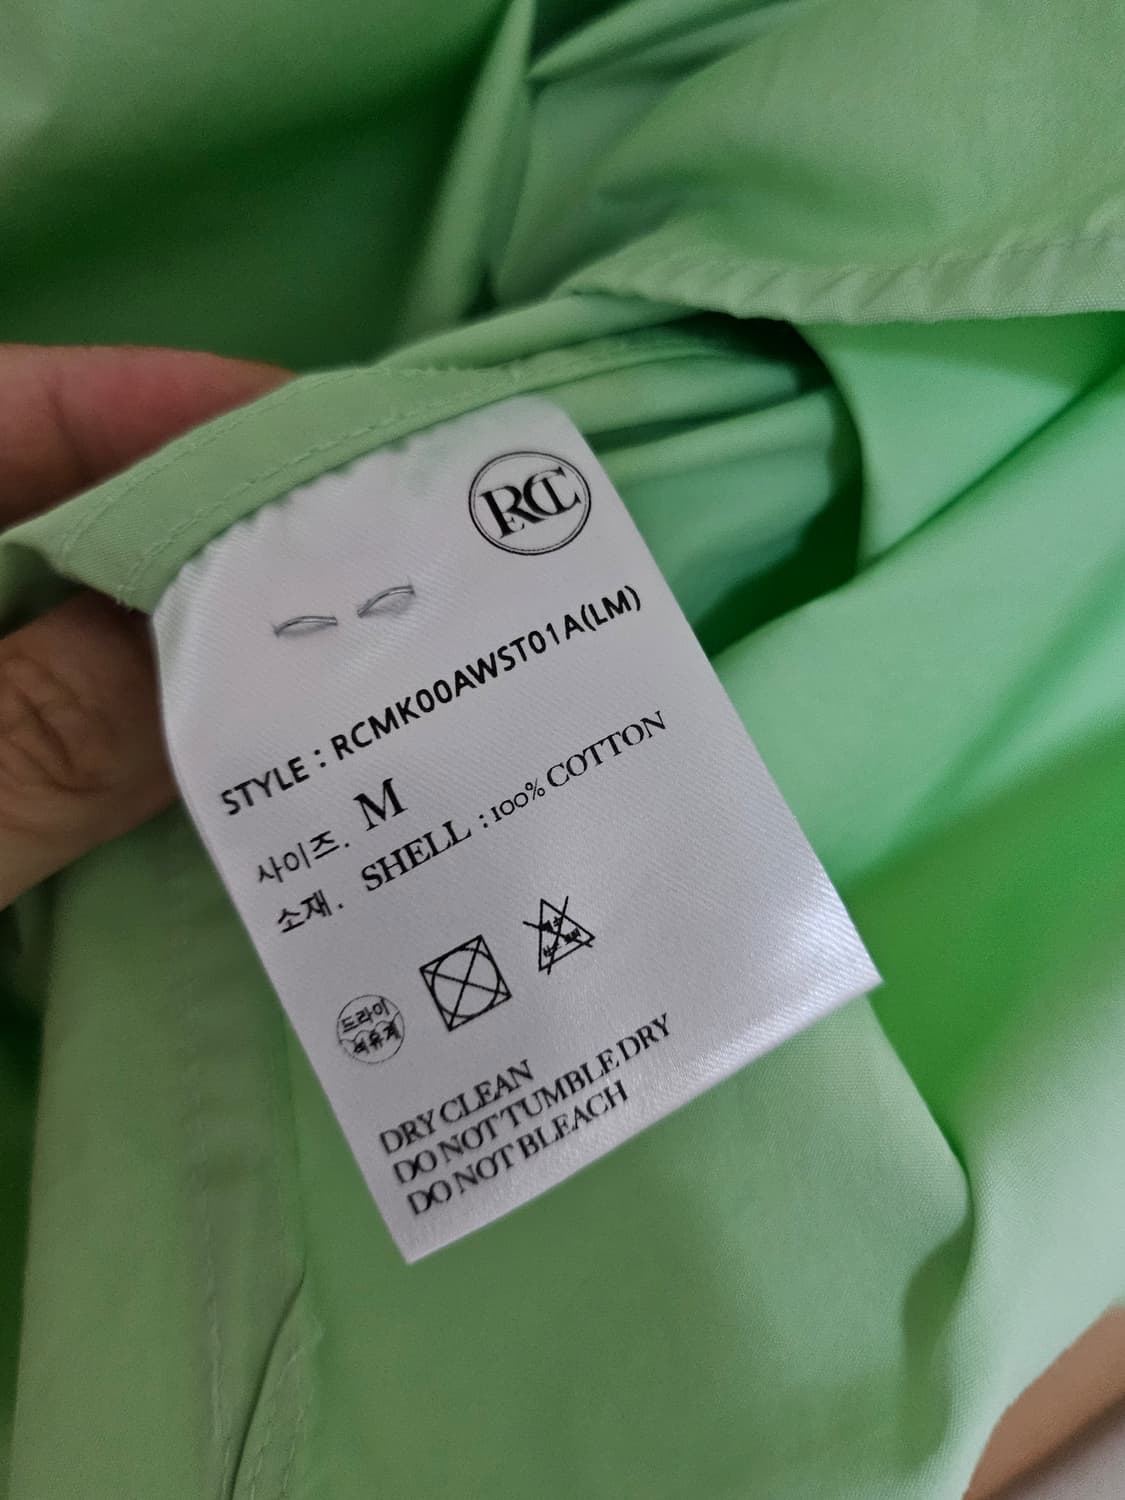 RCT
STYLE : RCMK00AWST01A(LM)
사이즈. M
소재. SHELL : 100% COTTON
드라이
석유계
DRY CLEAN
DO NOT TUMBLE DRY
DO NOT BLEACH